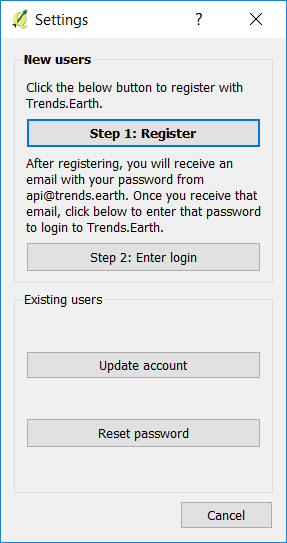 Settings
?
New users
Click the below button to register with
Trends.Earth.
Step 1: Register
After registering, you will receive an
email with your password from
api@trends.earth. Once you receive that
email, click below to enter that password
to login to Trends.Earth.
Step 2: Enter login
Existing users
Update account
Reset password
Cancel